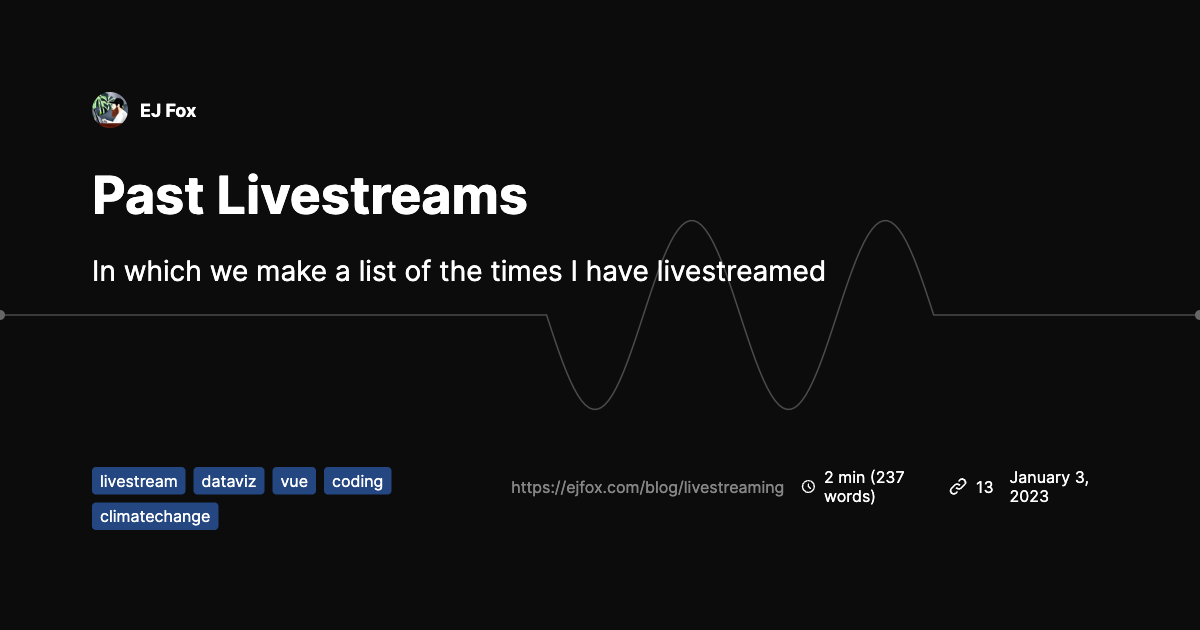 EJ Fox
Past Livestreams
In which we make a list of the times I have livestreamed
livestream dataviz vue coding
climatechange
https://ejfox.com/blog/livestreaming
2 min (237
words)
13
January 3,
2023